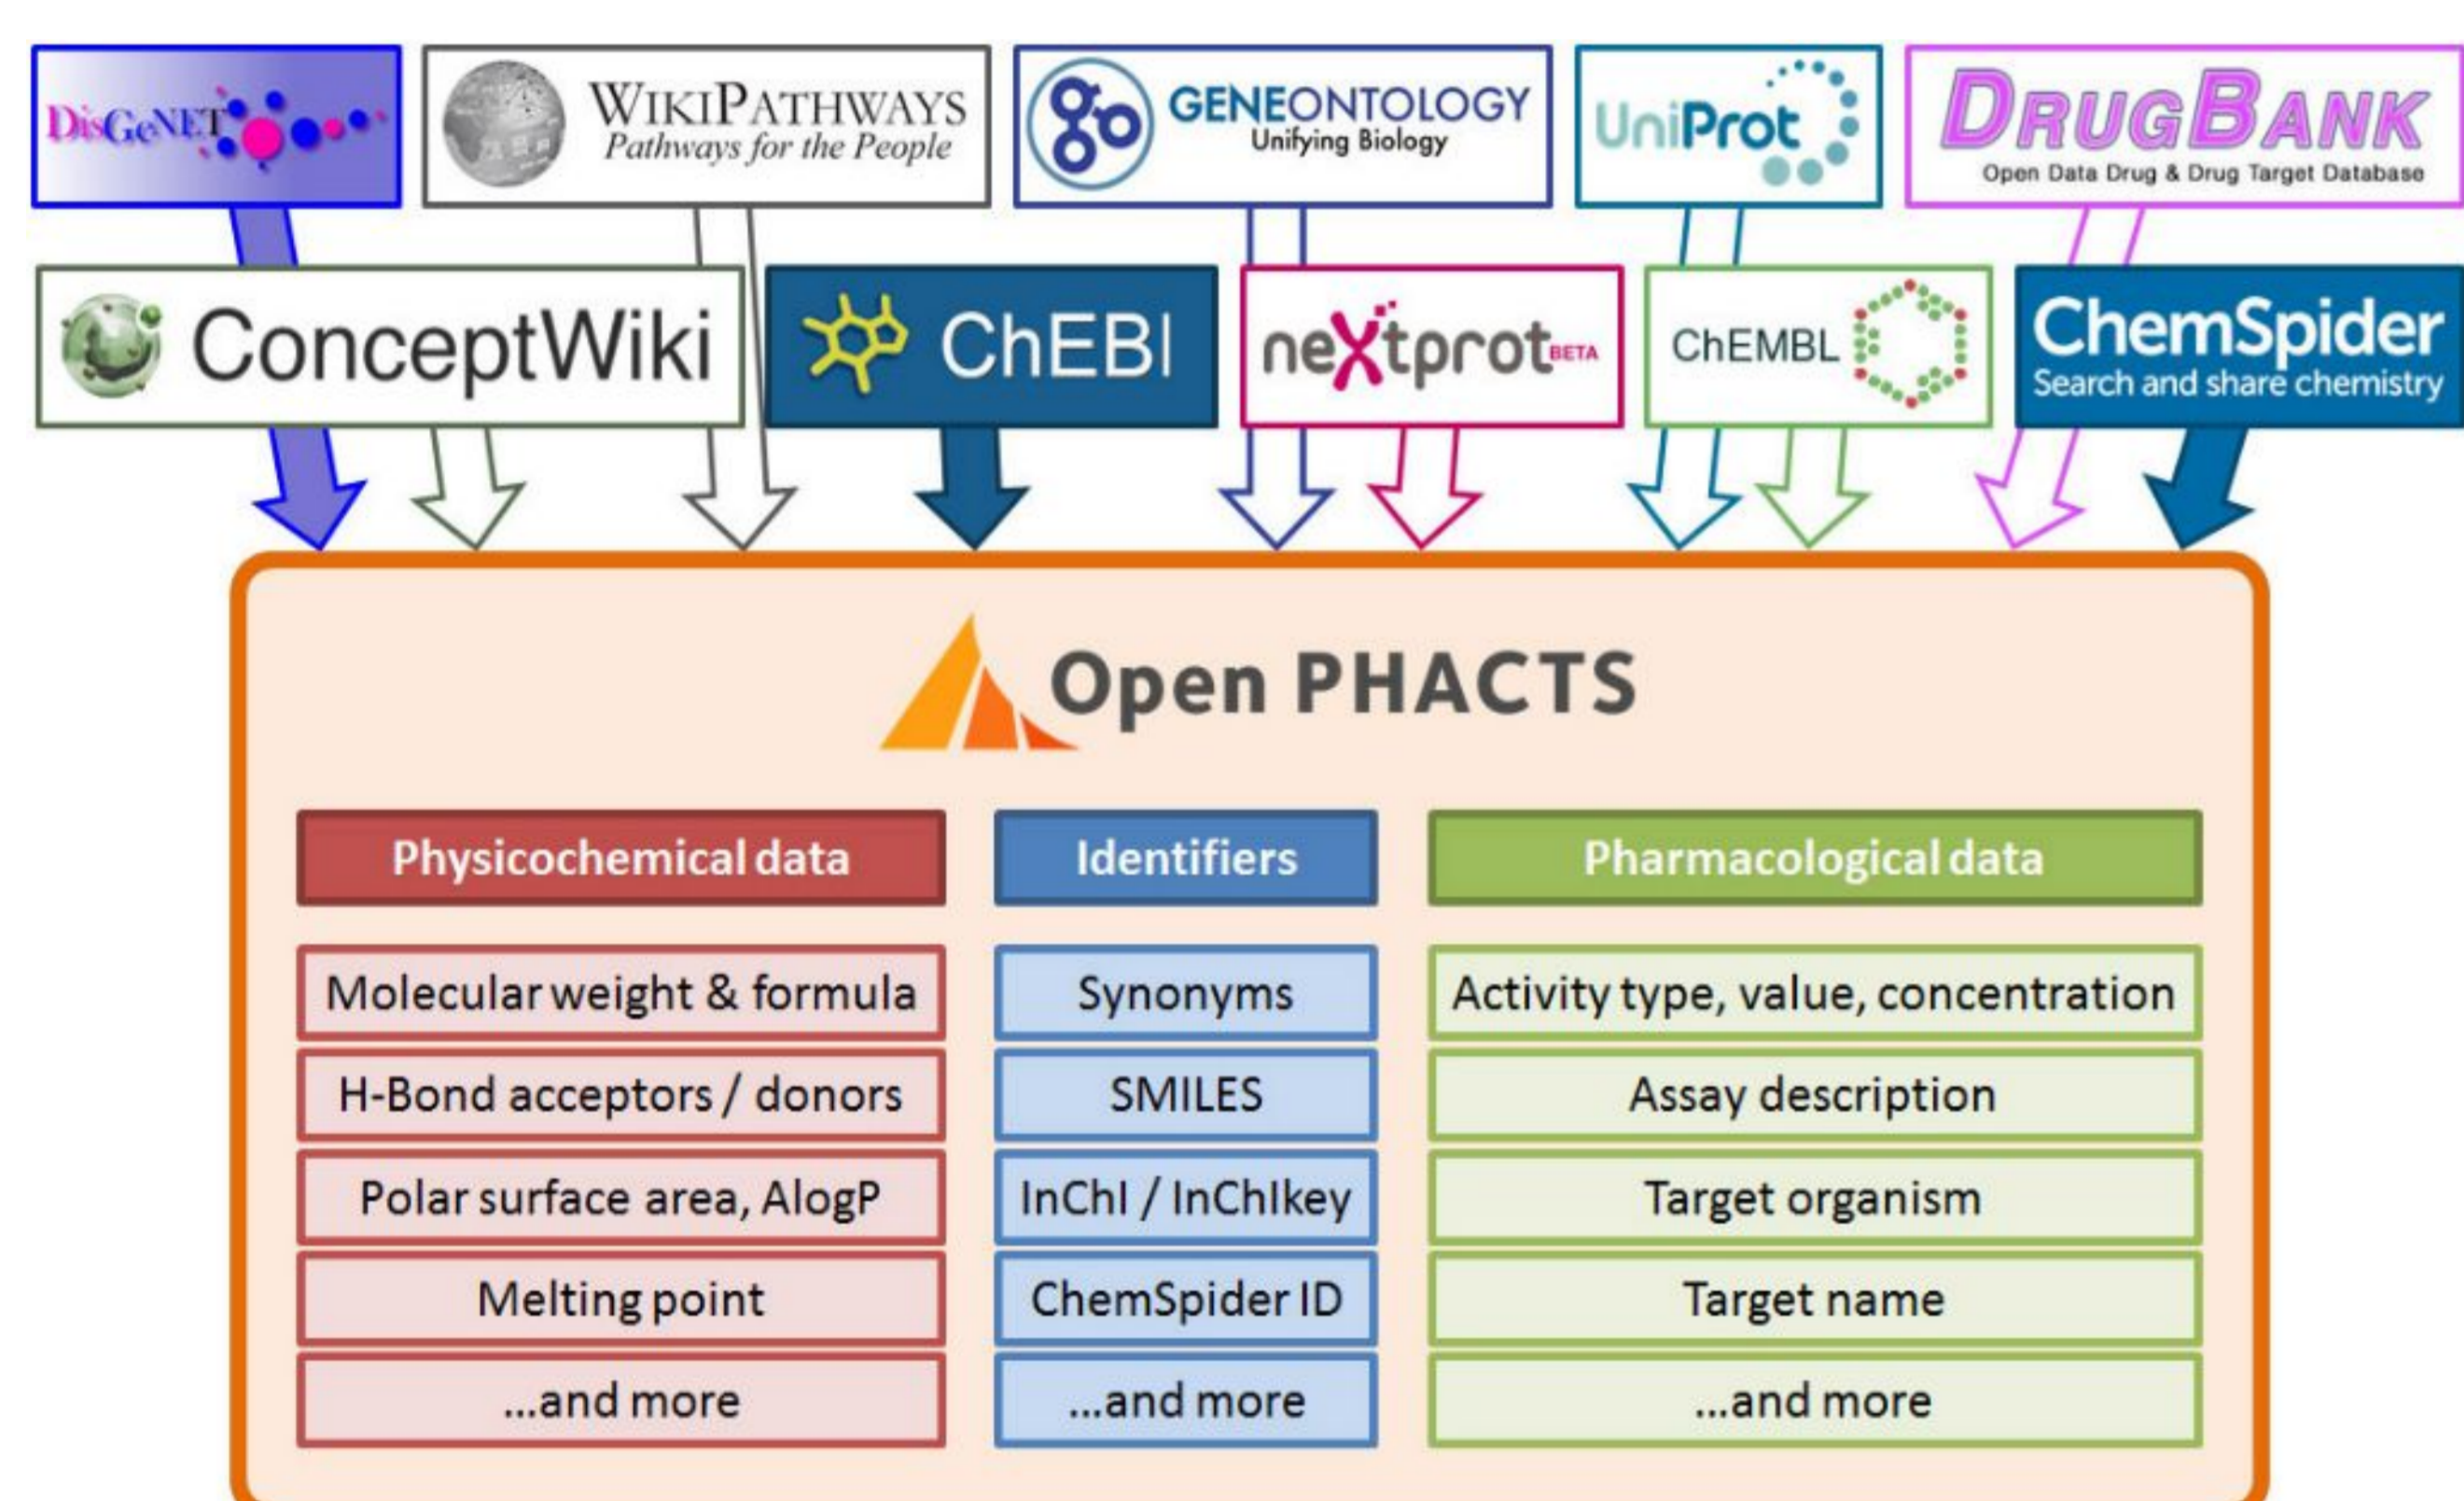 DisGeNET
WIKIPATHWAYS
Pathways for the People
GENEONTOLOGY
Unifying Biology
UniProt
DRUGBANK
Open Data Drug & Drug Target Database
ConceptWiki
ChEBI
neXtprot BETA
ChEMBL
ChemSpider
Search and share chemistry
Open PHACTS
Physicochemical data
Identifiers
Pharmacological data
Molecular weight & formula
Synonyms
Activity type, value, concentration
H-Bond acceptors / donors
SMILES
Assay description
Polar surface area, AlogP
InChI / InChIkey
Target organism
Melting point
ChemSpider ID
Target name
...and more
...and more
...and more